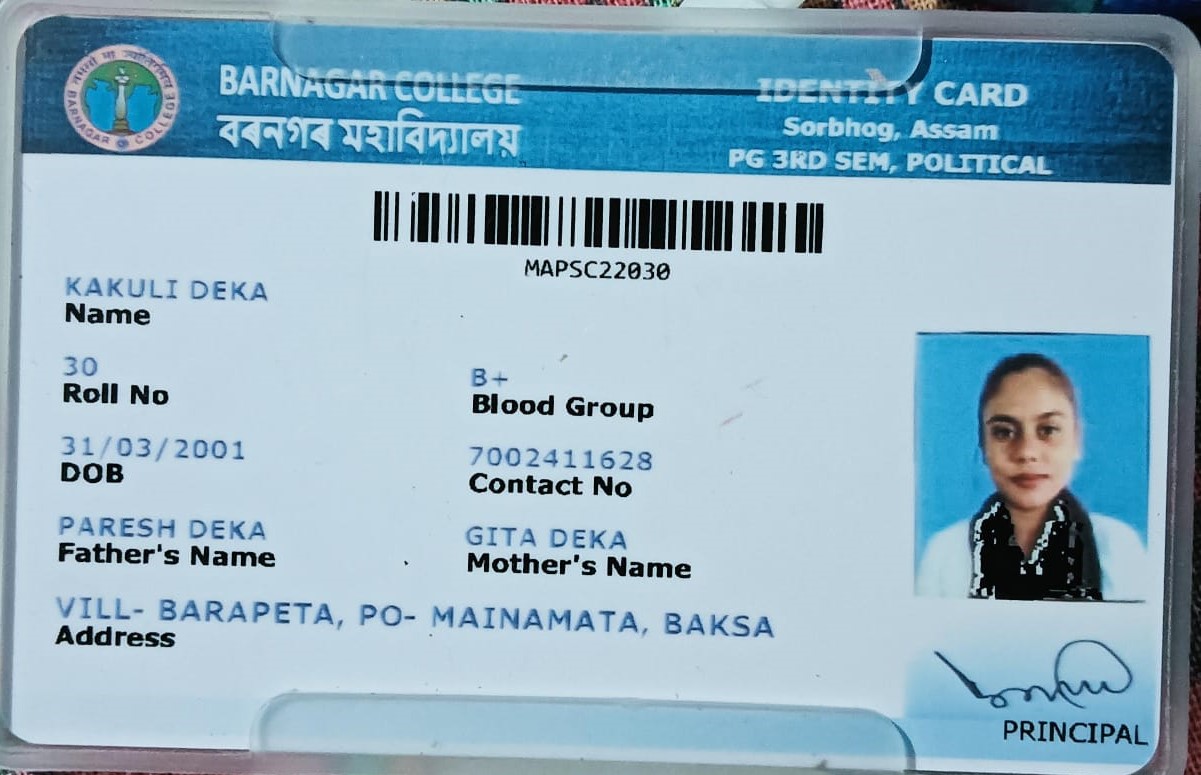 BARNAGAR COLLEGE
বৰনগৰ মহাবিদ্যালয়
IDENTITY CARD
Sorbhog, Assam
PG 3RD SEM, POLITICAL
BARNAGAR COLLEGE
MAPSC22030
KAKULI DEKA
Name
30
Roll No
B+
Blood Group
31/03/2001
DOB
7002411628
Contact No
PARESH DEKA
Father's Name
GITA DEKA
Mother's Name
VILL- BARAPETA, PO- MAINAMATA, BAKSA
Address
PRINCIPAL